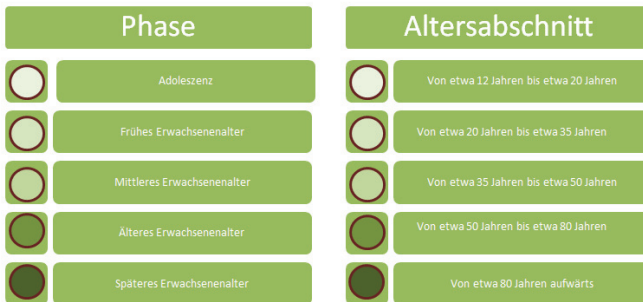 Phase
Altersabschnitt
Adoleszenz
Von etwa 12 Jahren bis etwa 20 Jahren
Frühes Erwachsenenalter
Von etwa 20 Jahren bis etwa 35 Jahren
Mittleres Erwachsenenalter
Von etwa 35 Jahren bis etwa 50 Jahren
Älteres Erwachsenenalter
Von etwa 50 Jahren bis etwa 80 Jahren
Späteres Erwachsenenalter
Von etwa 80 Jahren aufwärts